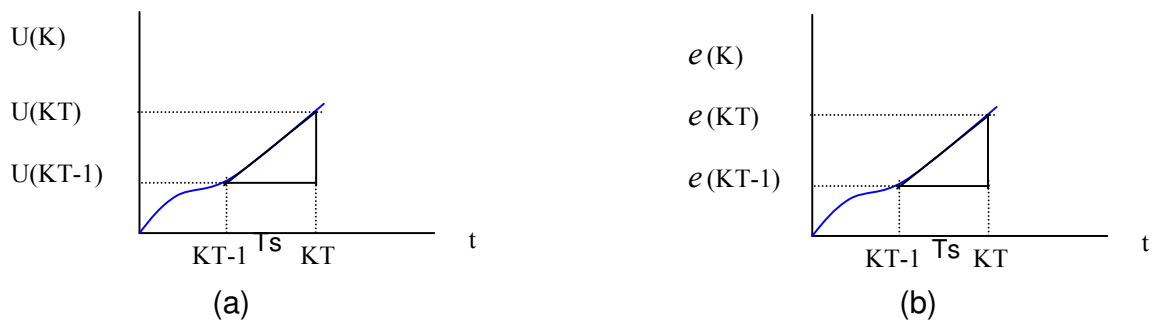 U(K)
U(KT)
U(KT-1)
KT-1 Ts KT
t
(a)
e (K)
e (KT)
e (KT-1)
KT-1 Ts KT
t
(b)